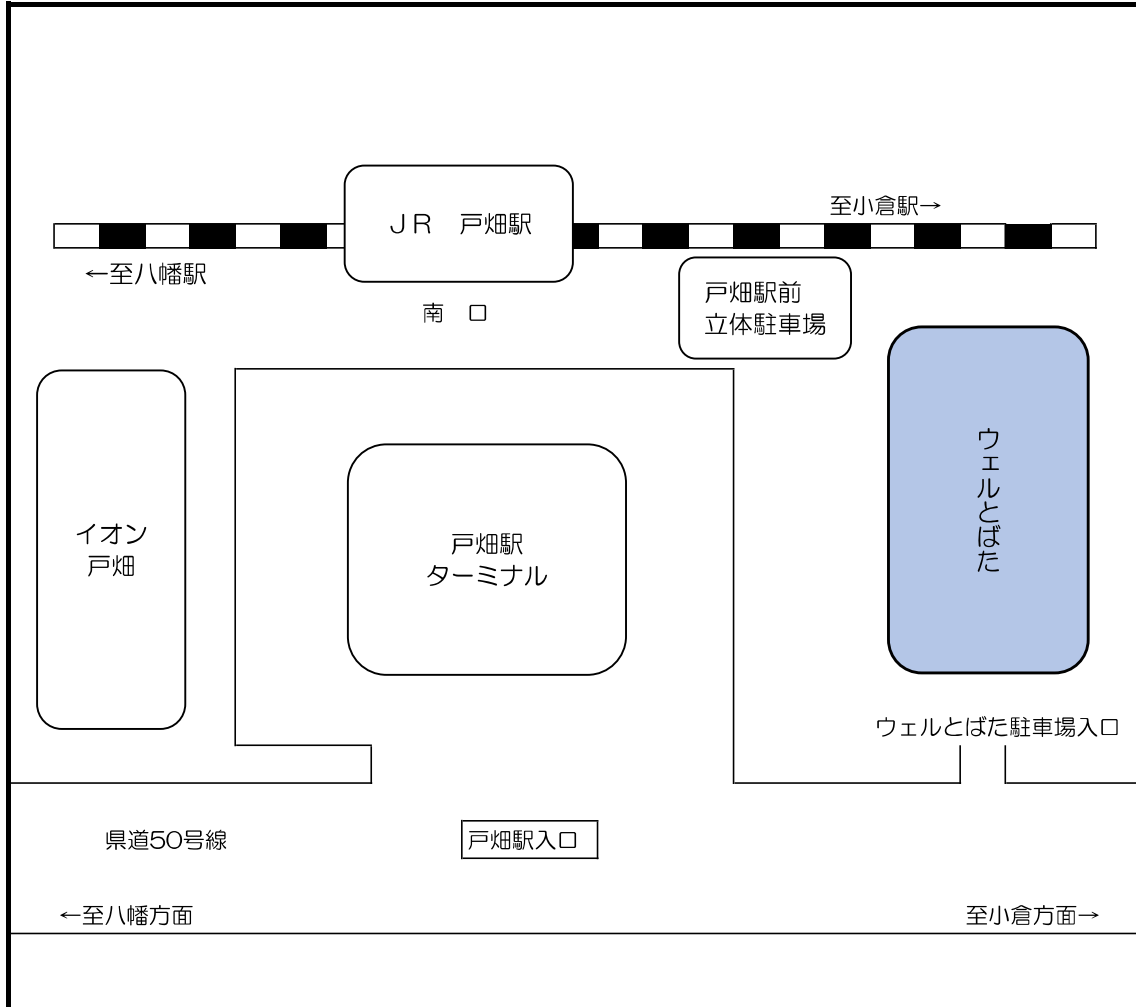 至小倉駅→
ＪＲ　戸畑駅
←至八幡駅
戸畑駅前
立体駐車場
南　口
ウェルとばた
イオン
戸畑
戸畑駅
ターミナル
ウェルとばた駐車場入口
県道50号線
戸畑駅入口
←至八幡方面
至小倉方面→